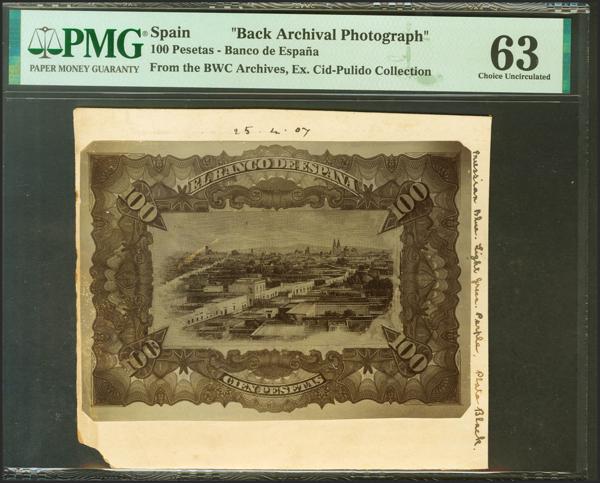 PMG® Spain "Back Archival Photograph"
100 Pesetas - Banco de España
PAPER MONEY GUARANTY From the BWC Archives, Ex. Cid-Pulido Collection
63
Choice Uncirculated
25. 4. 07
EL BANCO DE ESPAÑA
100 100
100 100
CIEN PESETAS
Prussian Blue. Light green. Purple. Plate Black.